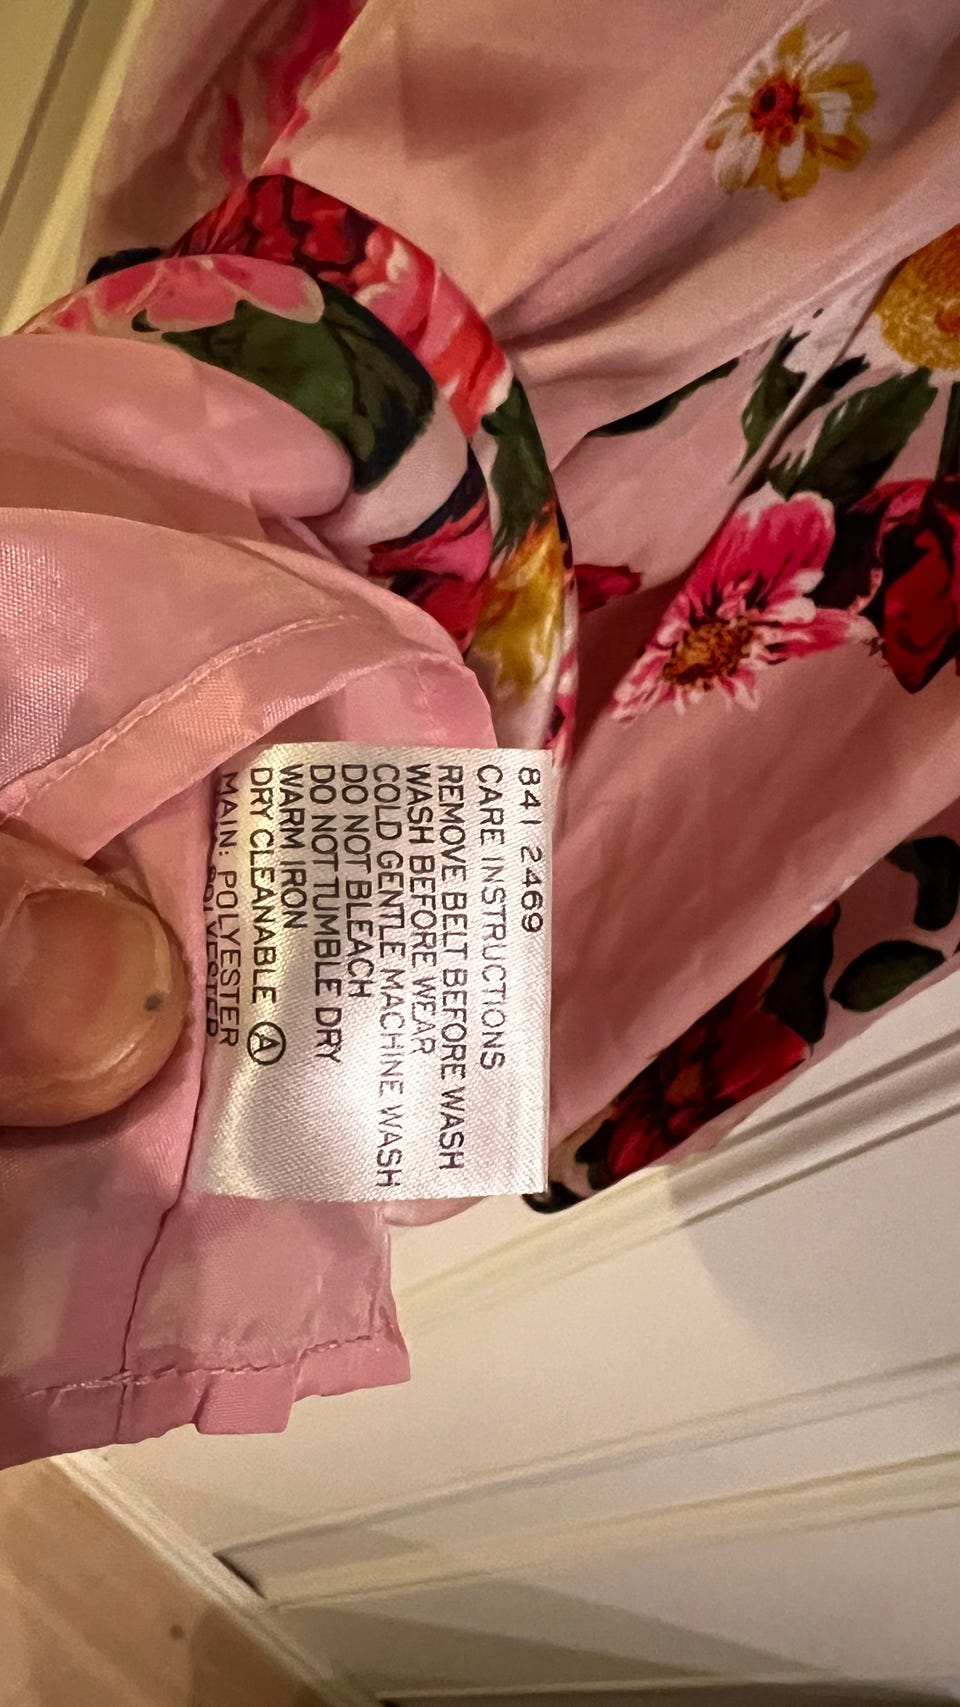 841 2469
CARE INSTRUCTIONS
REMOVE BELT BEFORE WASH
WASH BEFORE WEAR
COLD GENTLE MACHINE WASH
DO NOT BLEACH
DO NOT TUMBLE DRY
WARM IRON
DRY CLEANABLE Ⓐ
MAIN: POLYESTER
POLYESTER